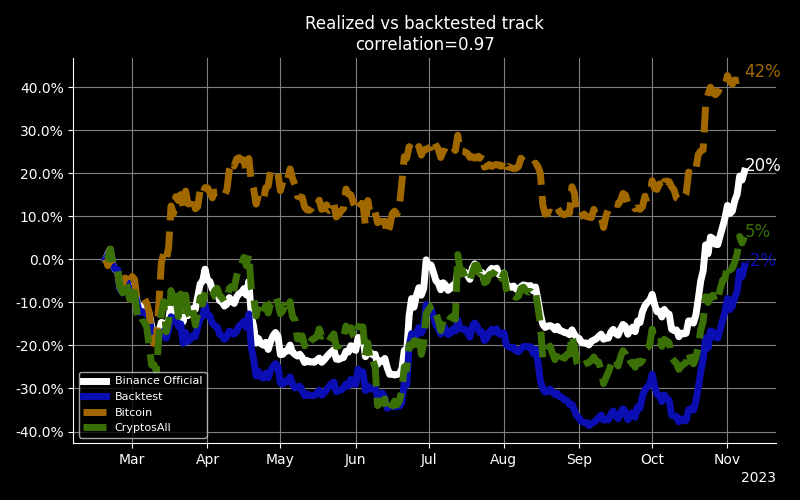 Realized vs backtested track
correlation=0.97
42%
40.0%
30.0%
20.0%
20%
10.0%
5%
0.0%
-2%
-10.0%
-20.0%
-30.0%
-40.0%
Binance Official
Backtest
Bitcoin
CryptosAll
Mar
Apr
May
Jun
Jul
Aug
Sep
Oct
Nov
2023